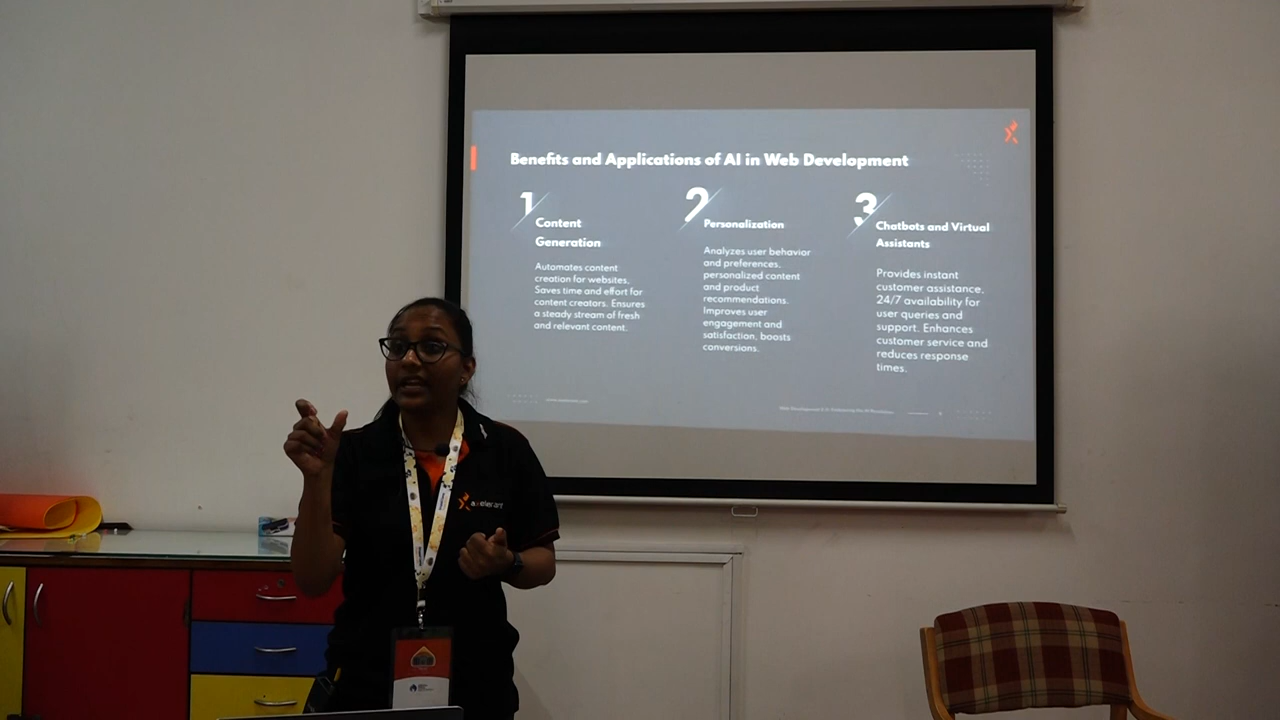 Benefits and Applications of AI in Web Development
1
Content
Generation
Automates content
creation for websites,
Saves time and effort for
content creators. Ensures
a steady stream of fresh
and relevant content.
2
Personalization
Analyzes user behavior
and preferences,
personalized content
and product
recommendations.
Improves user
engagement and
satisfaction, boosts
conversions.
3
Chatbots and Virtual
Assistants
Provides instant
customer assistance.
24/7 availability for
user queries and
support. Enhances
customer service and
reduces response
times.
axelerant